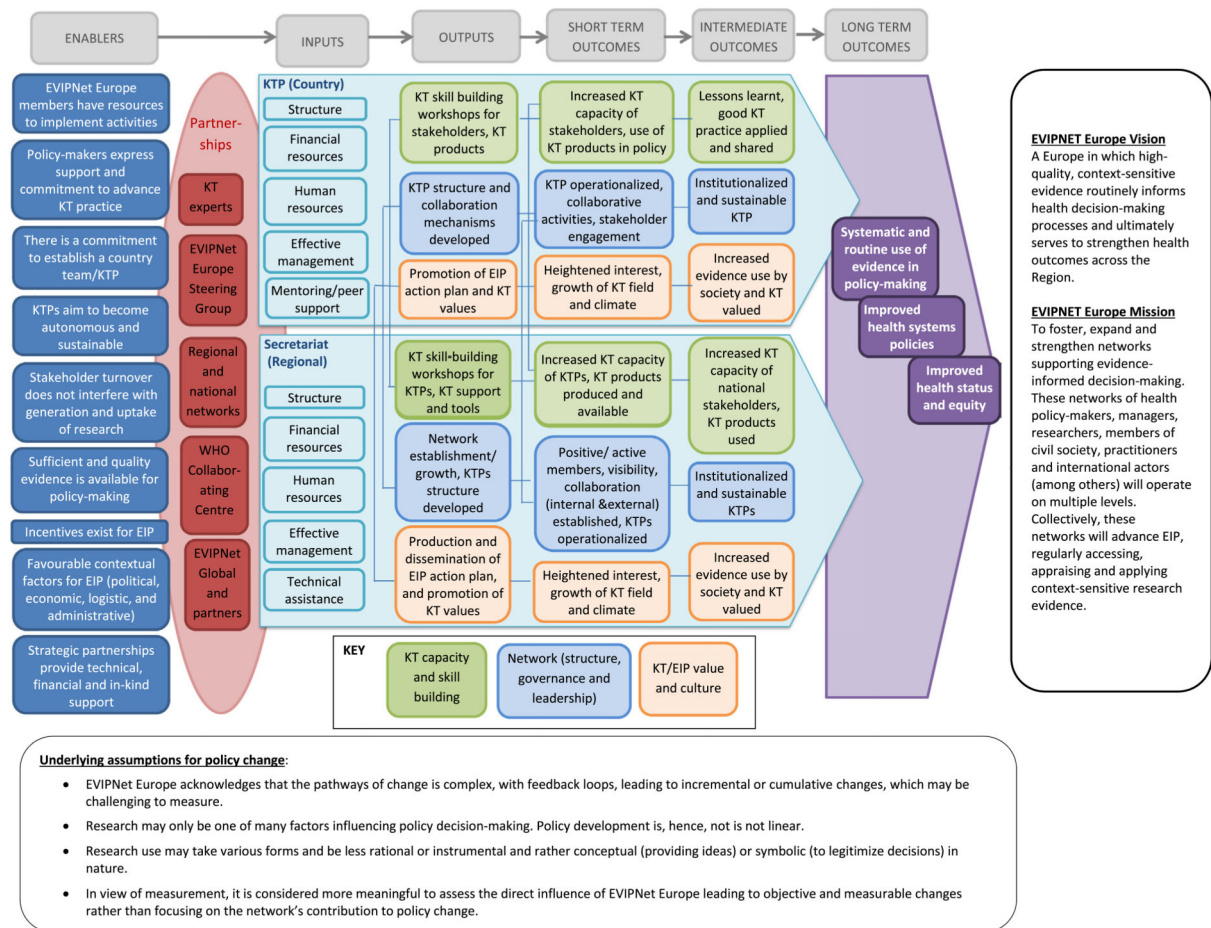 ENABLERS
INPUTS
OUTPUTS
SHORT TERM
OUTCOMES
INTERMEDIATE
OUTCOMES
LONG TERM
OUTCOMES
EVIPNet Europe
members have resources
to implement activities
Policy-makers express
support and
commitment to advance
KT practice
There is a commitment
to establish a country
team/KTP
KTPs aim to become
autonomous and
sustainable
Stakeholder turnover
does not interfere with
generation and uptake
of research
Sufficient and quality
evidence is available for
policy-making
Incentives exist for EIP
Favourable contextual
factors for EIP (political,
economic, logistic, and
administrative)
Strategic partnerships
provide technical,
financial and in-kind
support
Partner-
ships
KT
experts
EVIPNet
Europe
Steering
Group
Regional
and
national
networks
WHO
Collabor-
ating
Centre
EVIPNet
Global
and
partners
KTP (Country)
Structure
Financial
resources
Human
resources
Effective
management
Mentoring/peer
support
KT skill building
workshops for
stakeholders, KT
products
Increased KT
capacity of
stakeholders, use of
KT products in policy
Lessons learnt,
good KT
practice applied
and shared
KTP structure and
collaboration
mechanisms
developed
KTP operationalized,
collaborative
activities, stakeholder
engagement
Institutionalized
and sustainable
KTP
Promotion of EIP
action plan and KT
values
Heightened interest,
growth of KT field
and climate
Increased
evidence use by
society and KT
valued
Secretariat
(Regional)
Structure
Financial
resources
Human
resources
Effective
management
Technical
assistance
KT skill-building
workshops for
KTPs, KT support
and tools
Increased KT capacity
of KTPs, KT products
produced and
available
Increased KT
capacity of
national
stakeholders,
KT products
used
Network
establishment/
growth, KTPs
structure
developed
Positive/ active
members, visibility,
collaboration
(internal &external)
established, KTPs
operationalized
Institutionalized
and sustainable
KTPs
Production and
dissemination of
EIP action plan,
and promotion of
KT values
Heightened interest,
growth of KT field
and climate
Increased
evidence use by
society and KT
valued
Systematic and
routine use of
evidence in
policy-making
Improved
health systems
policies
Improved
health status
and equity
KEY
KT capacity
and skill
building
Network (structure,
governance and
leadership)
KT/EIP value
and culture
EVIPNET Europe Vision
A Europe in which high-
quality, context-sensitive
evidence routinely informs
health decision-making
processes and ultimately
serves to strengthen health
outcomes across the
Region.
EVIPNET Europe Mission
To foster, expand and
strengthen networks
supporting evidence-
informed decision-making.
These networks of health
policy-makers, managers,
researchers, members of
civil society, practitioners
and international actors
(among others) will operate
on multiple levels.
Collectively, these
networks will advance EIP,
regularly accessing,
appraising and applying
context-sensitive research
evidence.
Underlying assumptions for policy change:
• EVIPNet Europe acknowledges that the pathways of change is complex, with feedback loops, leading to incremental or cumulative changes, which may be
challenging to measure.
• Research may only be one of many factors influencing policy decision-making. Policy development is, hence, not is not linear.
• Research use may take various forms and be less rational or instrumental and rather conceptual (providing ideas) or symbolic (to legitimize decisions) in
nature.
• In view of measurement, it is considered more meaningful to assess the direct influence of EVIPNet Europe leading to objective and measurable changes
rather than focusing on the network's contribution to policy change.